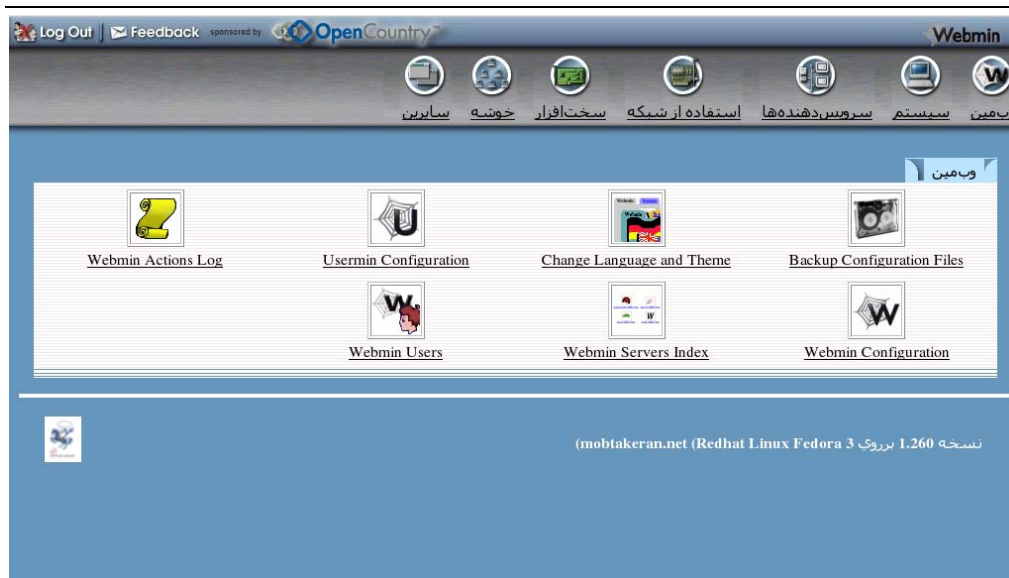 Log Out Feedback sponsored by OpenCountry™ Webmin
وب‌مین سیستم سرویس‌دهنده‌ها استفاده از شبکه سخت‌افزار خوشه سایرین
وب‌مین
Backup Configuration Files
Change Language and Theme
Usermin Configuration
Webmin Actions Log
Webmin Configuration
Webmin Servers Index
Webmin Users
نسخه 1.260 برروي mobtakeran.net (Redhat Linux Fedora 3)